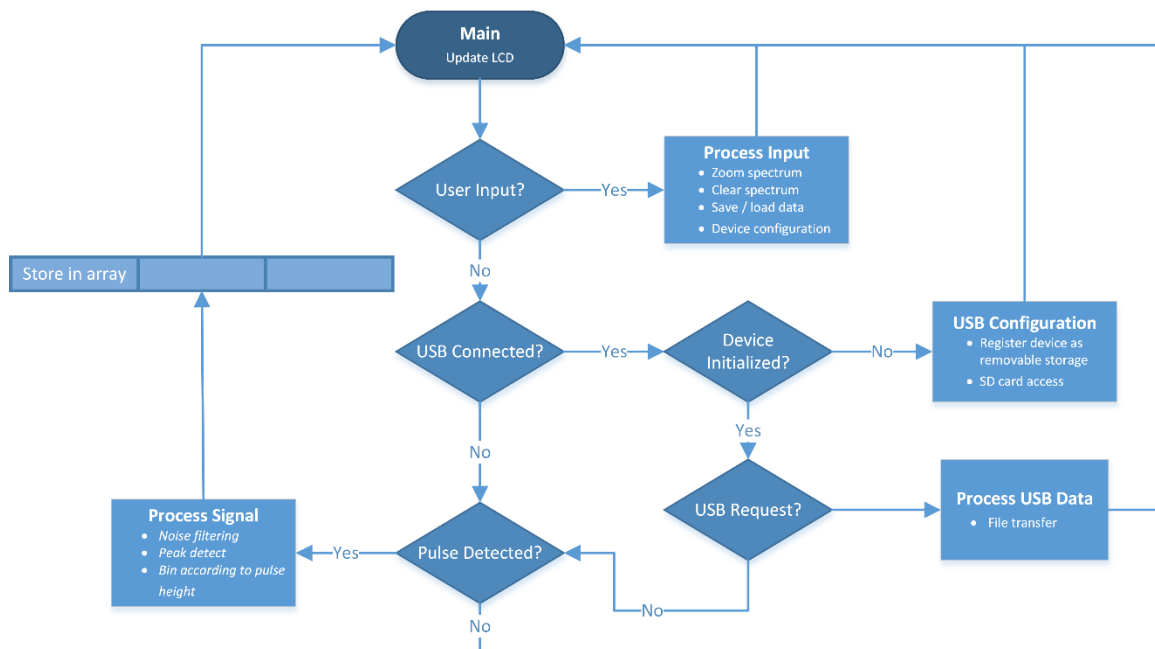 Main
Update LCD
User Input?
Yes
Process Input
Zoom spectrum
Clear spectrum
Save / load data
Device configuration
No
Store in array
USB Connected?
Yes
Device
Initialized?
No
USB Configuration
Register device as
removable storage
SD card access
No
Yes
Process Signal
Noise filtering
Peak detect
Bin according to pulse
height
Yes
Pulse Detected?
USB Request?
Process USB Data
File transfer
No
No